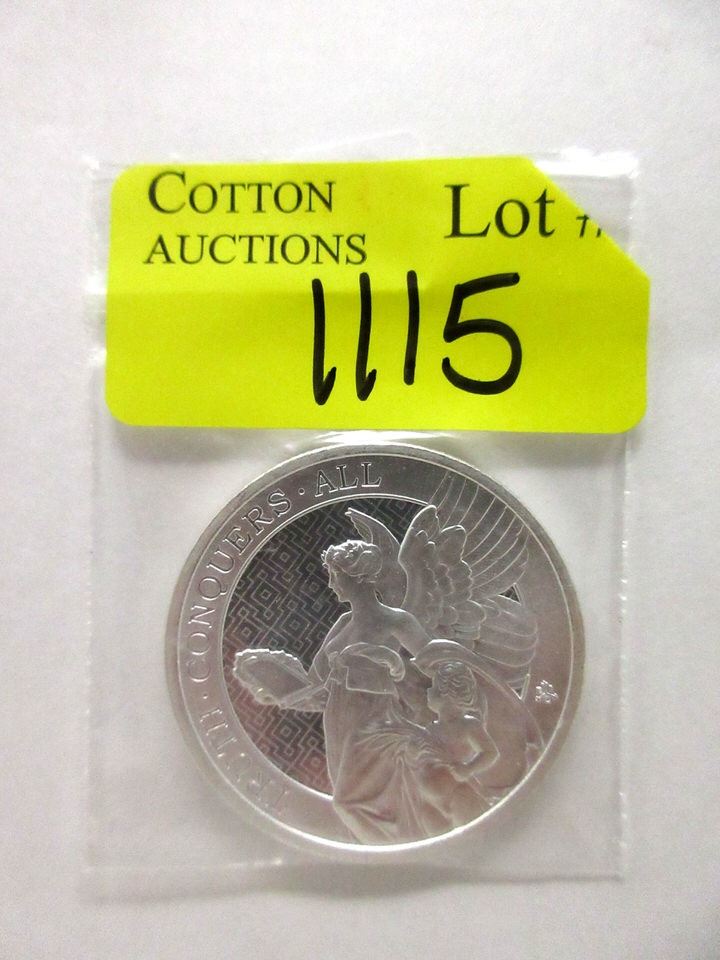 COTTON
AUCTIONS
Lot #
1115
TRUTH · CONQUERS · ALL